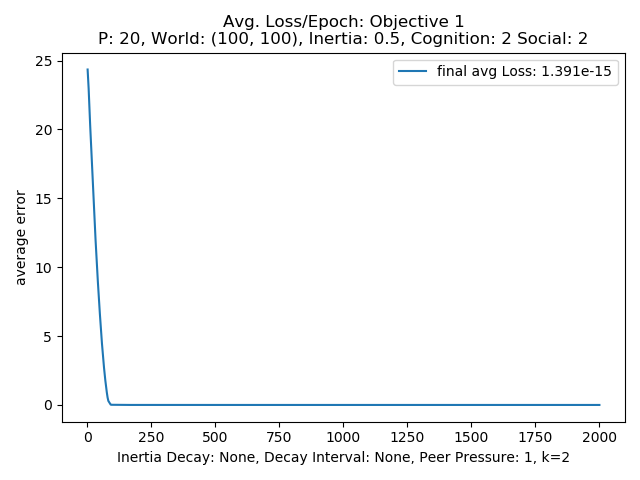 Avg. Loss/Epoch: Objective 1
P: 20, World: (100, 100), Inertia: 0.5, Cognition: 2 Social: 2
final avg Loss: 1.391e-15
25
20
15
10
5
0
average error
0 250 500 750 1000 1250 1500 1750 2000
Inertia Decay: None, Decay Interval: None, Peer Pressure: 1, k=2